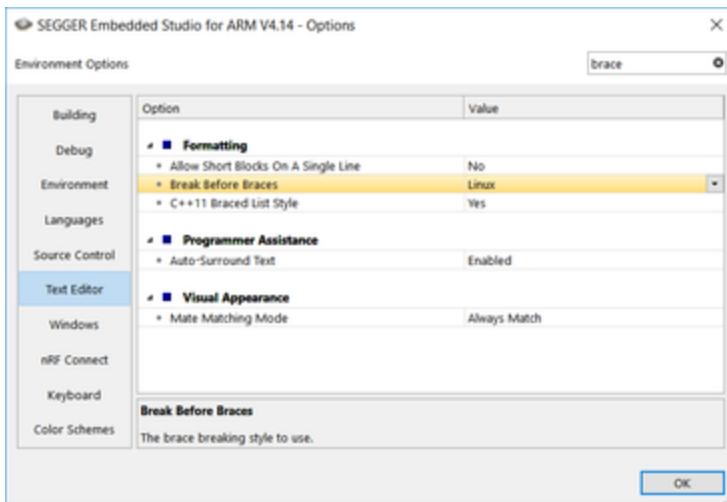 SEGGER Embedded Studio for ARM V4.14 - Options
Environment Options
brace
Building
Debug
Environment
Languages
Source Control
Text Editor
Windows
nRF Connect
Keyboard
Color Schemes
Option Value
Formatting
Allow Short Blocks On A Single Line No
Break Before Braces Linux
C++11 Braced List Style Yes
Programmer Assistance
Auto-Surround Text Enabled
Visual Appearance
Mate Matching Mode Always Match
Break Before Braces
The brace breaking style to use.
OK